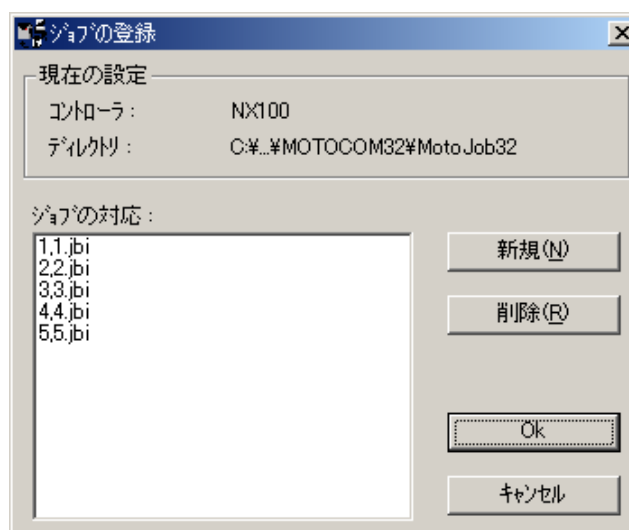 ｼﾞｮﾌﾞの登録
現在の設定
ｺﾝﾄﾛｰﾗ： NX100
ﾃﾞｨﾚｸﾄﾘ： C:¥...¥MOTOCOM32¥MotoJob32
ｼﾞｮﾌﾞの対応：
1,1.jbi
2,2.jbi
3,3.jbi
4,4.jbi
5,5.jbi
新規(N)
削除(R)
Ok
ｷｬﾝｾﾙ